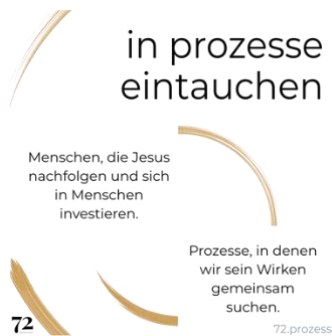 in prozesse
eintauchen
Menschen, die Jesus
nachfolgen und sich
in Menschen
investieren.
Prozesse, in denen
wir sein Wirken
gemeinsam
suchen.
72
72.prozess